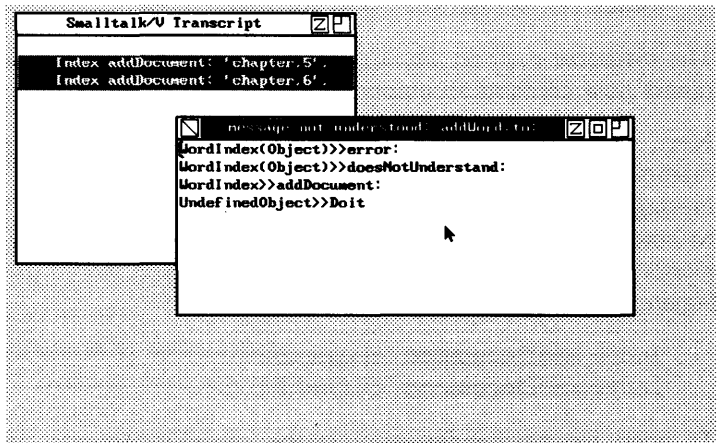 Smalltalk/V Transcript
Index addDocument: 'chapter.5'.
Index addDocument: 'chapter.6'.
message not understood: addWord:to:
WordIndex(Object)>>error:
WordIndex(Object)>>doesNotUnderstand:
WordIndex>>addDocument:
UndefinedObject>>Doit